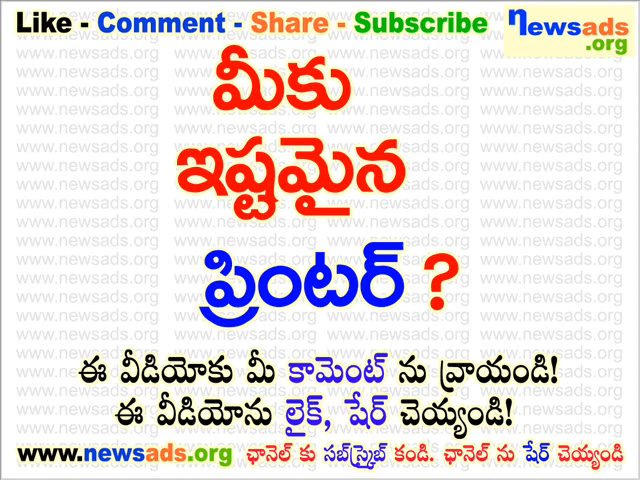 Like - Comment - Share - Subscribe
newsads
.org
మీకు
ఇష్టమైన
ప్రింటర్ ?
ఈ వీడియోకు మీ కామెంట్ ను వ్రాయండి!
ఈ వీడియోను లైక్, షేర్ చెయ్యండి!
www.newsads.org ఛానెల్ కు సబ్‌స్క్రైబ్ కండి. ఛానెల్ ను షేర్ చెయ్యండి